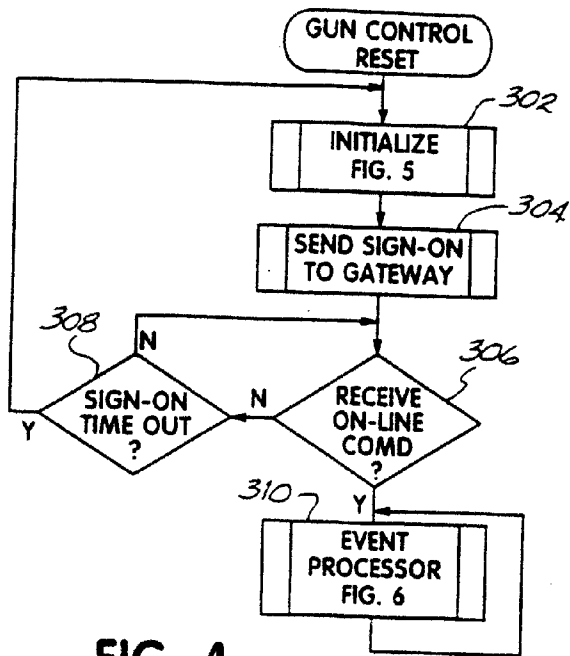 GUN CONTROL
RESET
302
INITIALIZE
FIG. 5
304
SEND SIGN-ON
TO GATEWAY
308
N
306
SIGN-ON
TIME OUT
?
Y
N
RECEIVE
ON-LINE
COMD
?
310
Y
EVENT
PROCESSOR
FIG. 6
FIG. 4